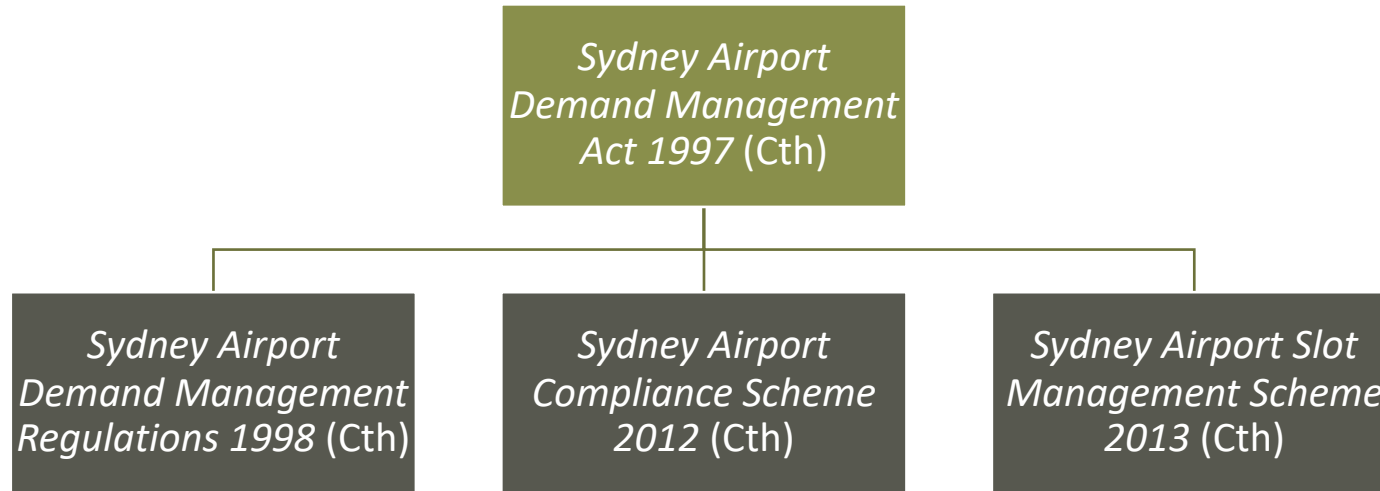 Sydney Airport
Demand Management
Act 1997 (Cth)
Sydney Airport
Demand Management
Regulations 1998 (Cth)
Sydney Airport
Compliance Scheme
2012 (Cth)
Sydney Airport Slot
Management Scheme
2013 (Cth)